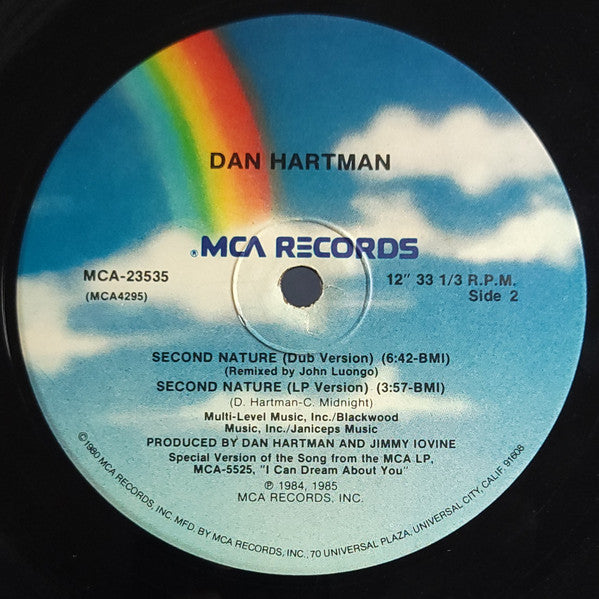 DAN HARTMAN
®MCA RECORDS
MCA-23535
(MCA4295)
12" 33 1/3 R.P.M.
Side 2
SECOND NATURE (Dub Version) (6:42-BMI)
(Remixed by John Luongo)
SECOND NATURE (LP Version) (3:57-BMI)
(D. Hartman-C. Midnight)
Multi-Level Music, Inc./Blackwood
Music, Inc./Janiceps Music
PRODUCED BY DAN HARTMAN AND JIMMY IOVINE
Special Version of the Song from the MCA LP,
MCA-5525, "I Can Dream About You"
℗ 1984, 1985
MCA RECORDS, INC.
©1980 MCA RECORDS, INC. MFD. BY MCA RECORDS, INC., 70 UNIVERSAL PLAZA, UNIVERSAL CITY, CALIF. 91608